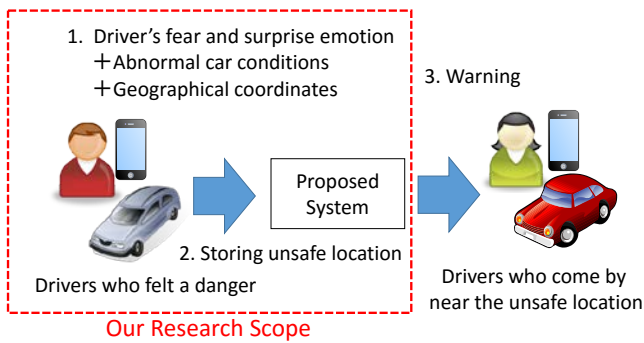 1. Driver's fear and surprise emotion
＋Abnormal car conditions
＋Geographical coordinates
3. Warning
Proposed
System
2. Storing unsafe location
Drivers who felt a danger
Drivers who come by
near the unsafe location
Our Research Scope